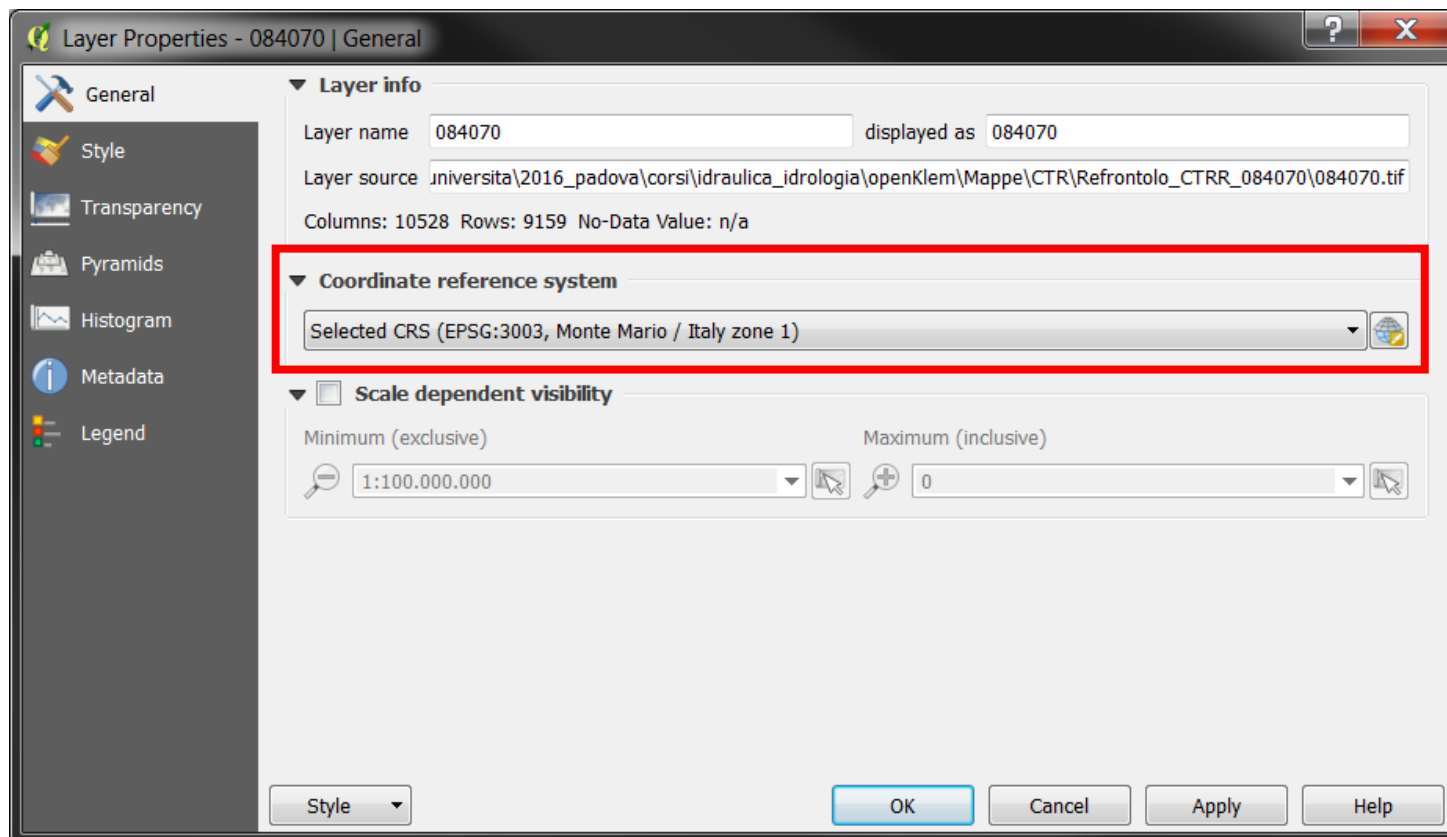 Layer Properties - 084070 | General
General
Style
Transparency
Pyramids
Histogram
Metadata
Legend
Layer info
Layer name 084070 displayed as 084070
Layer source universita\2016_padova\corsi\idraulica_idrologia\openKlem\Mappe\CTR\Refrontolo_CTRR_084070\084070.tif
Columns: 10528 Rows: 9159 No-Data Value: n/a
Coordinate reference system
Selected CRS (EPSG:3003, Monte Mario / Italy zone 1)
Scale dependent visibility
Minimum (exclusive) Maximum (inclusive)
1:100.000.000 0
Style OK Cancel Apply Help